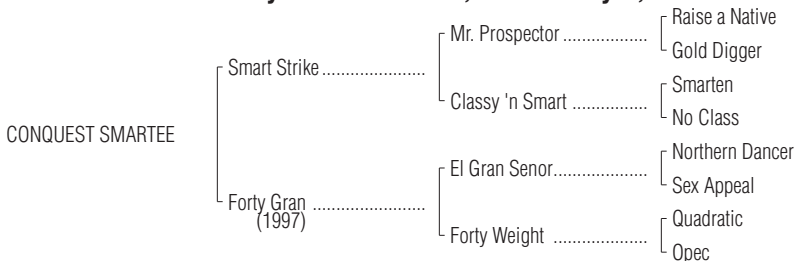 Raise a Native
Mr. Prospector ..................
Gold Digger
Smart Strike......................
Smarten
Classy 'n Smart ................
No Class
CONQUEST SMARTEE
Northern Dancer
El Gran Senor....................
Sex Appeal
Forty Gran ........................
(1997)
Quadratic
Forty Weight ....................
Opec